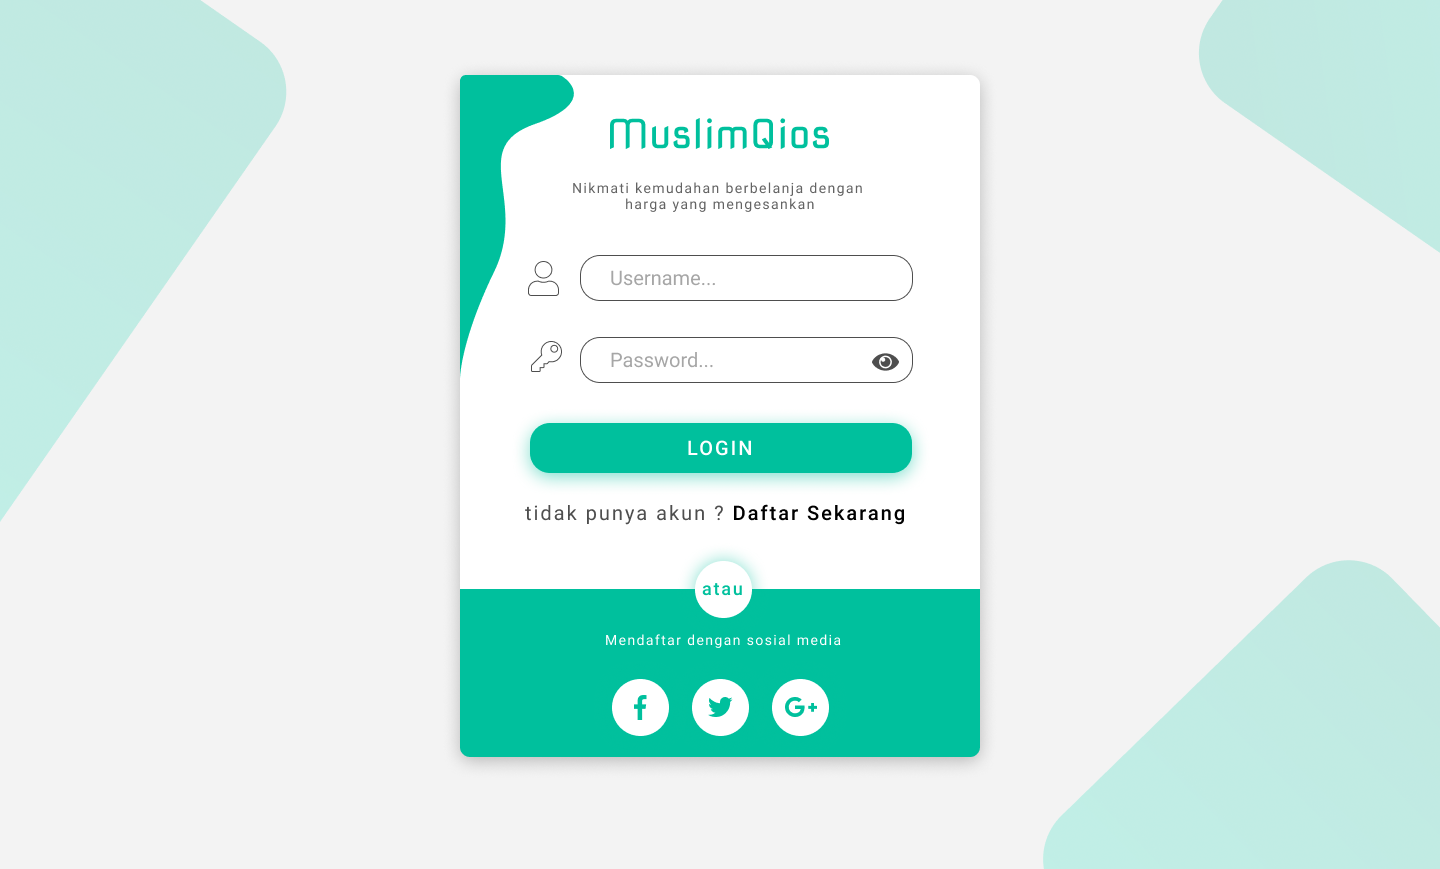 MuslimQios
Nikmati kemudahan berbelanja dengan
harga yang mengesankan
Username...
Password...
LOGIN
tidak punya akun ? Daftar Sekarang
atau
Mendaftar dengan sosial media
f
G+